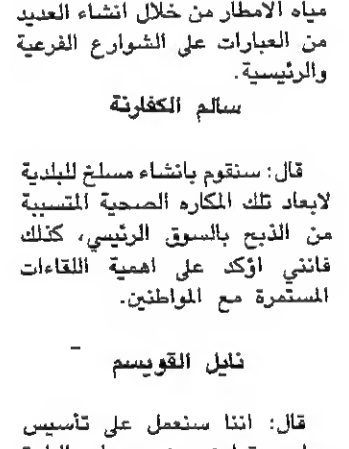 مياه الامطار من خلال انشاء العديد
من العبارات على الشوارع الفرعية
والرئيسية.
سالم الكفارنة
قال: سنقوم بانشاء مسلخ للبلدية
لابعاد تلك المكاره الصحية المتسببة
من الذبح بالسوق الرئيسي، كذلك
فانني اؤكد على اهمية اللقاءات
المستمرة مع المواطنين.
نايل القويسم
قال: اننا سنعمل على تأسيس